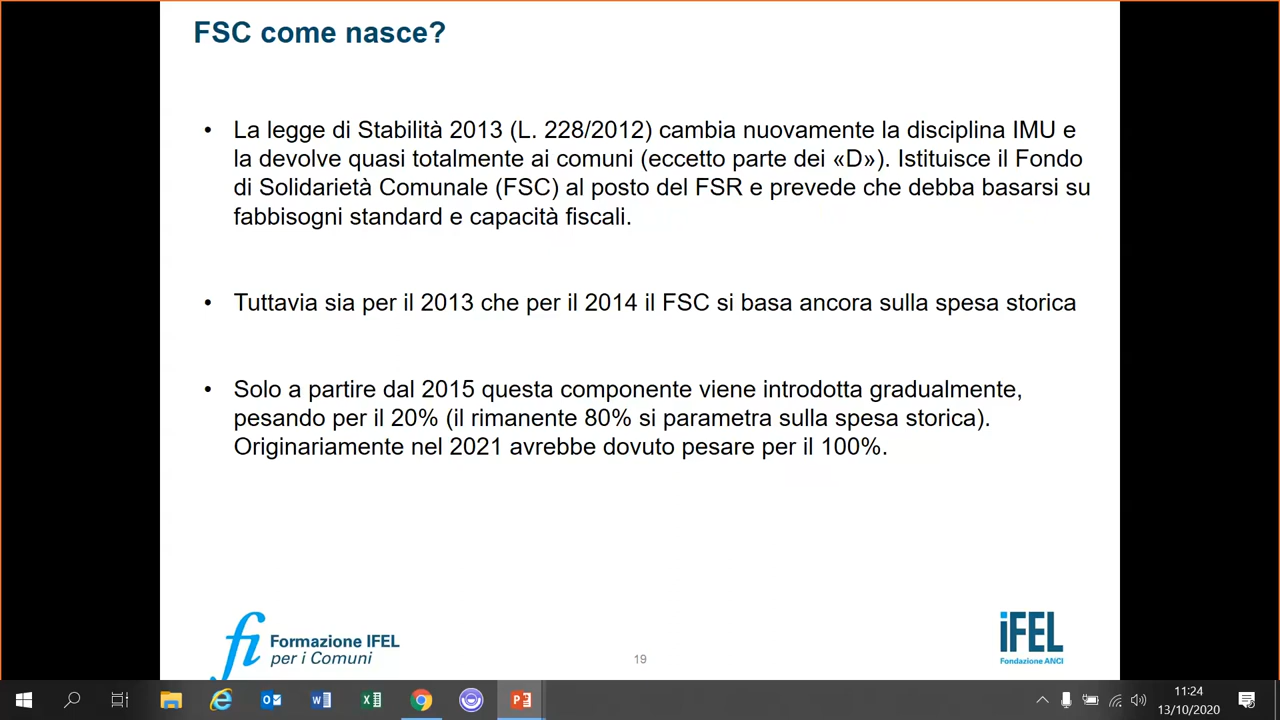 FSC come nasce?
• La legge di Stabilità 2013 (L. 228/2012) cambia nuovamente la disciplina IMU e
la devolve quasi totalmente ai comuni (eccetto parte dei «D»). Istituisce il Fondo
di Solidarietà Comunale (FSC) al posto del FSR e prevede che debba basarsi su
fabbisogni standard e capacità fiscali.
• Tuttavia sia per il 2013 che per il 2014 il FSC si basa ancora sulla spesa storica
• Solo a partire dal 2015 questa componente viene introdotta gradualmente,
pesando per il 20% (il rimanente 80% si parametra sulla spesa storica).
Originariamente nel 2021 avrebbe dovuto pesare per il 100%.
fi Formazione IFEL
per i Comuni
19
iFEL
Fondazione ANCI
11:24
13/10/2020